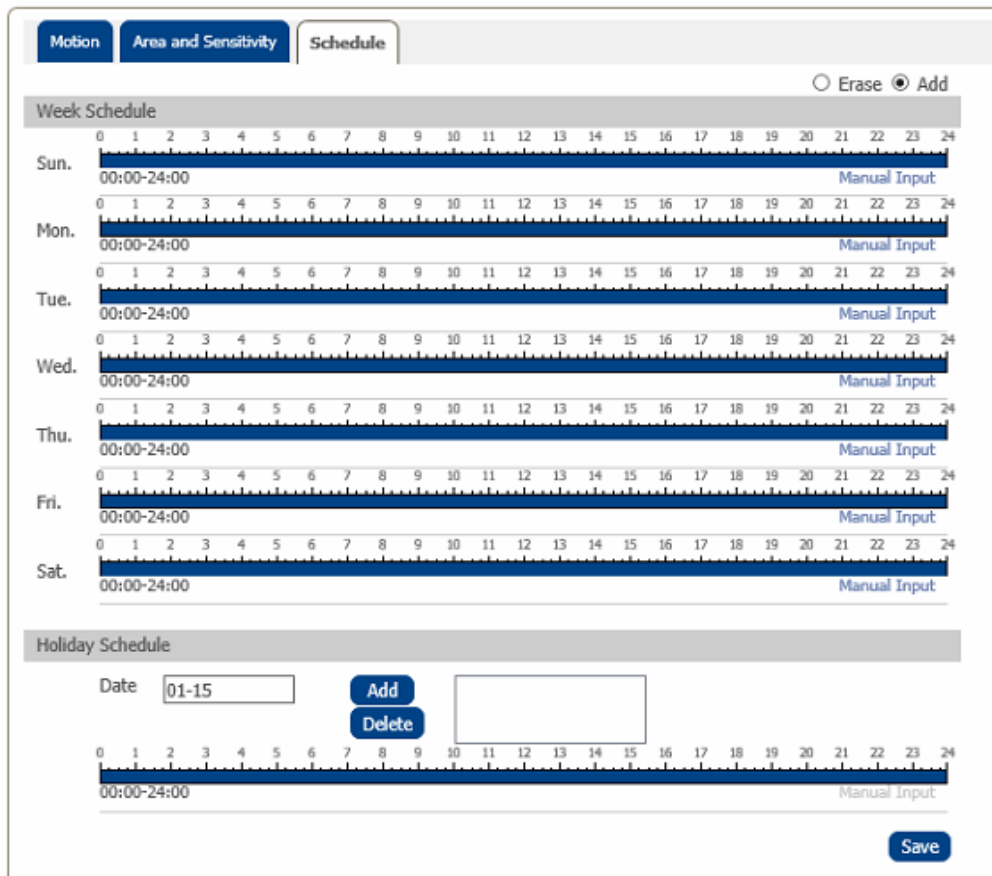 Motion Area and Sensitivity Schedule
Erase Add
Week Schedule
0 1 2 3 4 5 6 7 8 9 10 11 12 13 14 15 16 17 18 19 20 21 22 23 24
Sun.
00:00-24:00 Manual Input
0 1 2 3 4 5 6 7 8 9 10 11 12 13 14 15 16 17 18 19 20 21 22 23 24
Mon.
00:00-24:00 Manual Input
0 1 2 3 4 5 6 7 8 9 10 11 12 13 14 15 16 17 18 19 20 21 22 23 24
Tue.
00:00-24:00 Manual Input
0 1 2 3 4 5 6 7 8 9 10 11 12 13 14 15 16 17 18 19 20 21 22 23 24
Wed.
00:00-24:00 Manual Input
0 1 2 3 4 5 6 7 8 9 10 11 12 13 14 15 16 17 18 19 20 21 22 23 24
Thu.
00:00-24:00 Manual Input
0 1 2 3 4 5 6 7 8 9 10 11 12 13 14 15 16 17 18 19 20 21 22 23 24
Fri.
00:00-24:00 Manual Input
0 1 2 3 4 5 6 7 8 9 10 11 12 13 14 15 16 17 18 19 20 21 22 23 24
Sat.
00:00-24:00 Manual Input
Holiday Schedule
Date 01-15 Add
Delete
0 1 2 3 4 5 6 7 8 9 10 11 12 13 14 15 16 17 18 19 20 21 22 23 24
00:00-24:00 Manual Input
Save